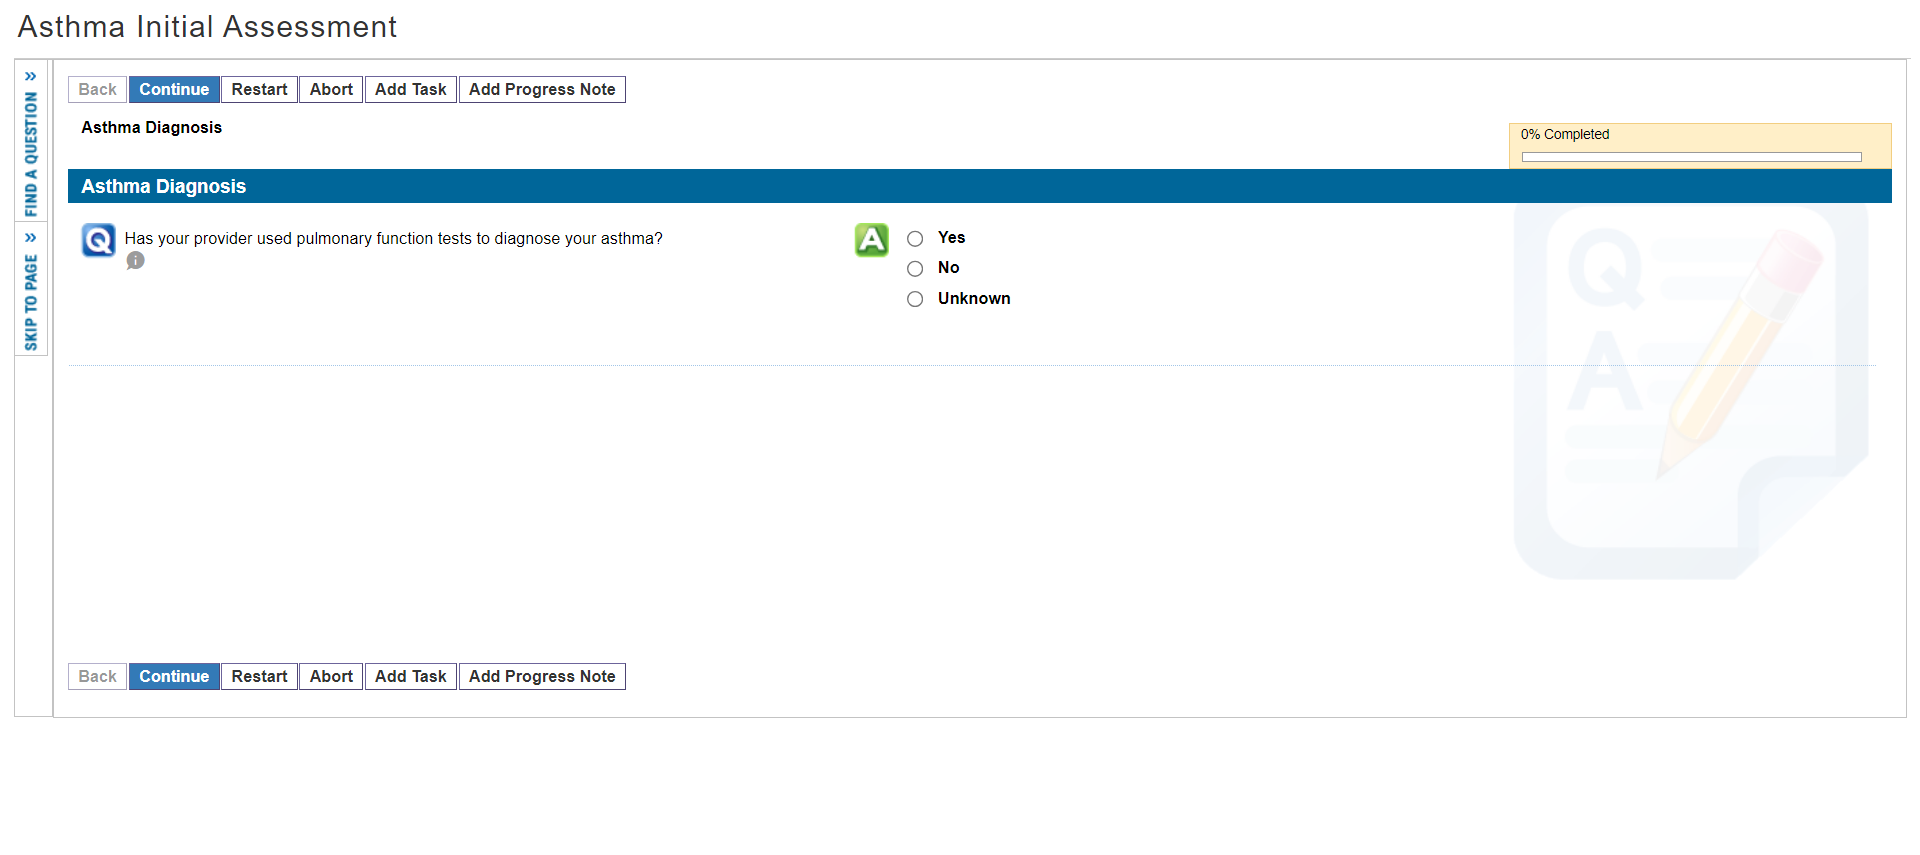 Asthma Initial Assessment
» FIND A QUESTION
» SKIP TO PAGE
Back Continue Restart Abort Add Task Add Progress Note
Asthma Diagnosis
0% Completed
Asthma Diagnosis
Q Has your provider used pulmonary function tests to diagnose your asthma?
i
A Yes
No
Unknown
Q
A
Back Continue Restart Abort Add Task Add Progress Note